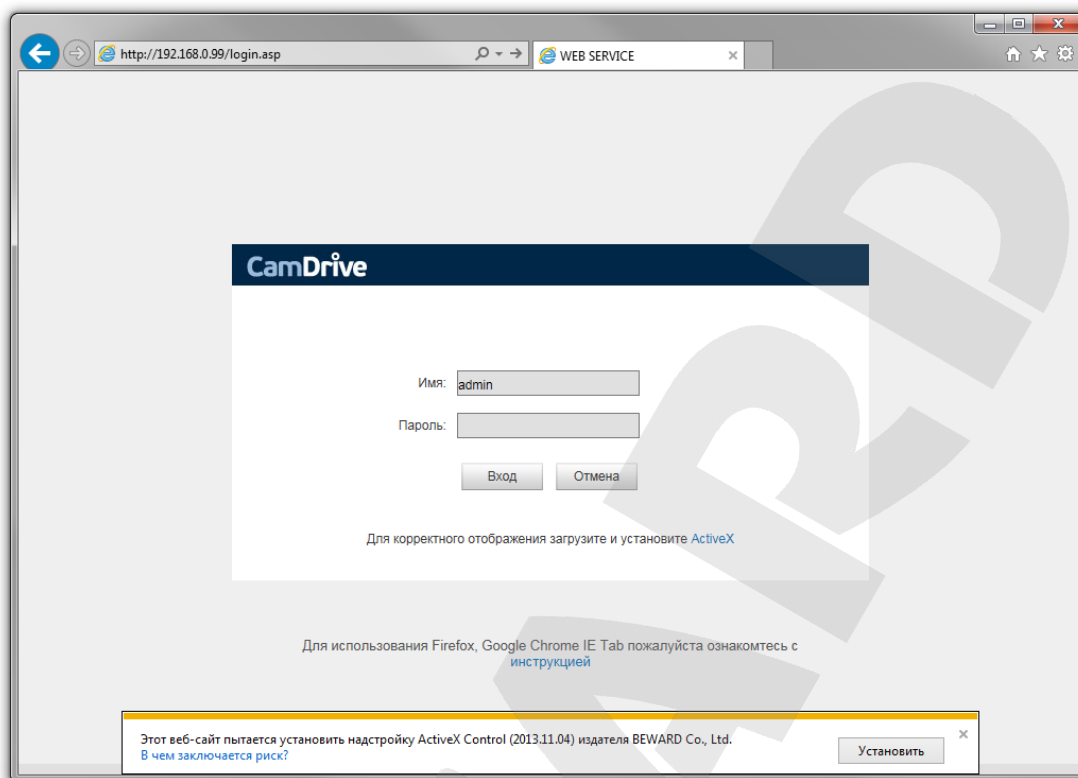 http://192.168.0.99/login.asp
WEB SERVICE
CamDrive
Имя:
admin
Пароль:
Вход
Отмена
Для корректного отображения загрузите и установите ActiveX
Для использования Firefox, Google Chrome IE Tab пожалуйста ознакомтесь с
инструкцией
Этот веб-сайт пытается установить надстройку ActiveX Control (2013.11.04) издателя BEWARD Co., Ltd.
В чем заключается риск?
Установить
ARD